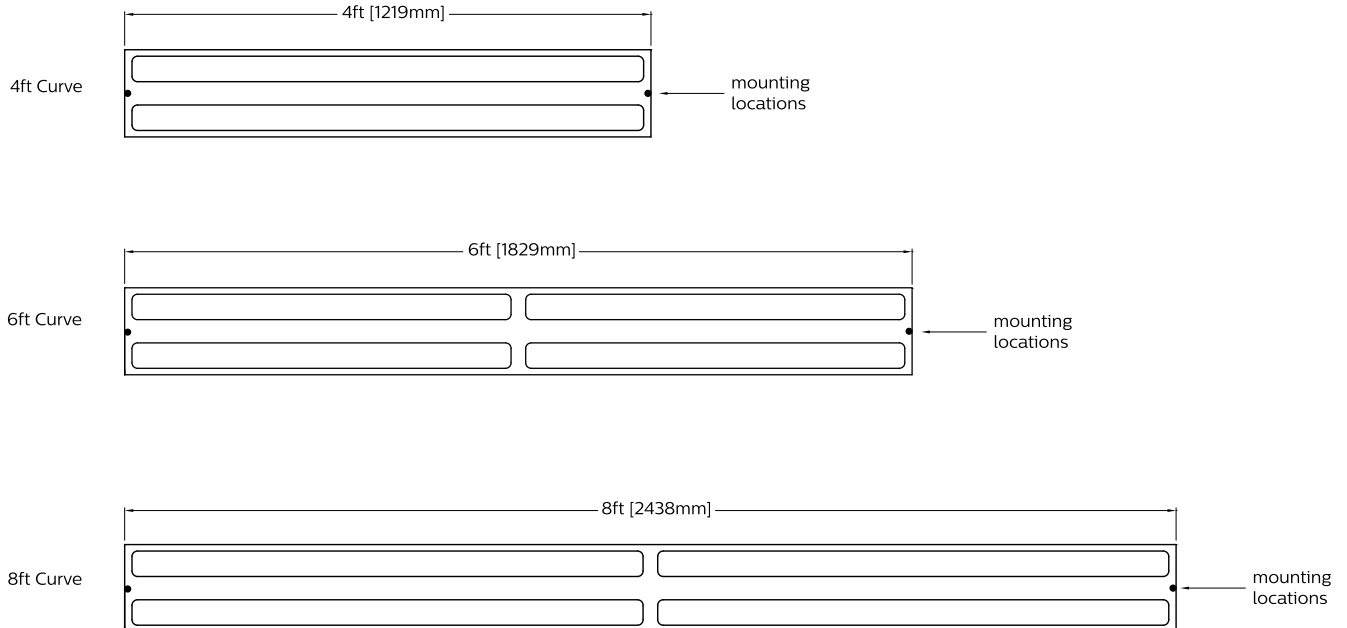 4ft [1219mm]
4ft Curve
mounting
locations
6ft [1829mm]
6ft Curve
mounting
locations
8ft [2438mm]
8ft Curve
mounting
locations